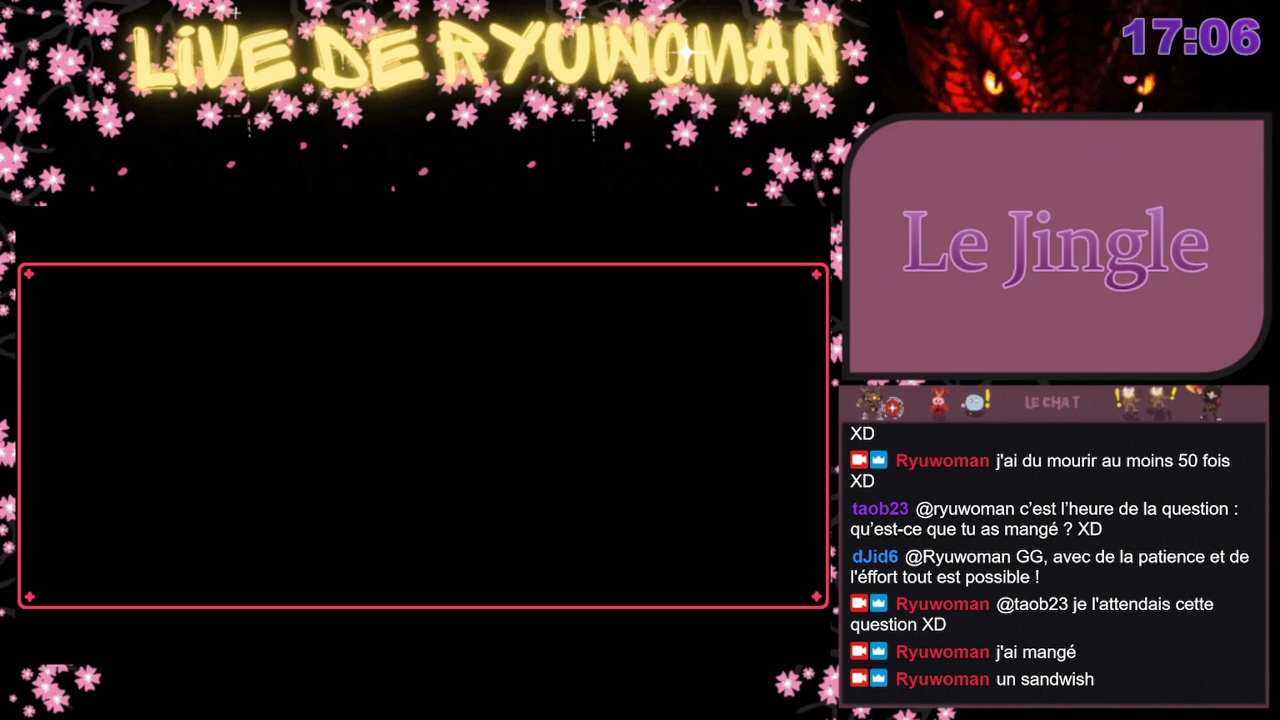 LiVE DE RYUWOMAN
17:06
Le Jingle
LE CHAT
XD
Ryuwoman j'ai du mourir au moins 50 fois
XD
taob23 @ryuwoman c’est l’heure de la question :
qu’est-ce que tu as mangé ? XD
dJid6 @Ryuwoman GG, avec de la patience et de
l'éffort tout est possible !
Ryuwoman @taob23 je l'attendais cette
question XD
Ryuwoman j'ai mangé
Ryuwoman un sandwish